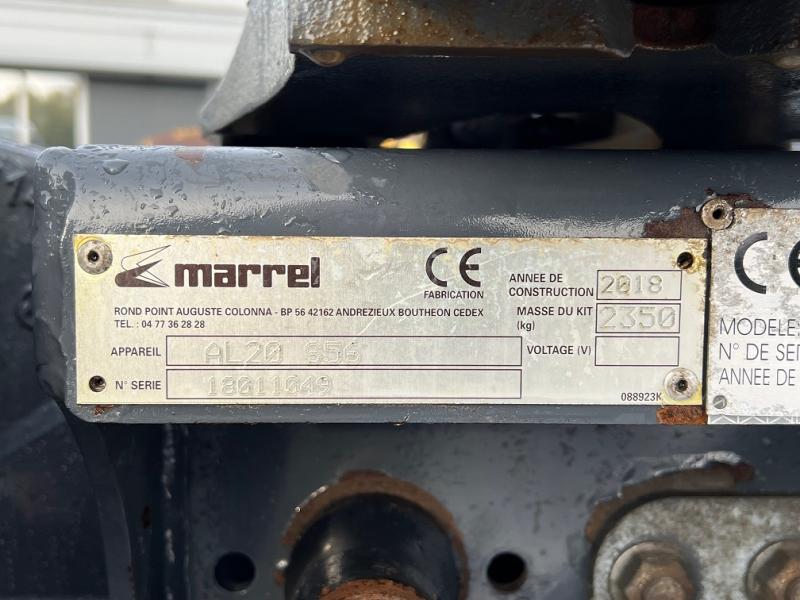 marrel
CE
FABRICATION
ANNEE DE
CONSTRUCTION 2018
MASSE DU KIT
(kg) 2350
ROND POINT AUGUSTE COLONNA - BP 56 42162 ANDREZIEUX BOUTHEON CEDEX
TEL. : 04 77 36 28 28
APPAREIL AL20 S56
VOLTAGE (V)
N° SERIE 18011049
088923K
MODELE
N° DE SER
ANNEE DE